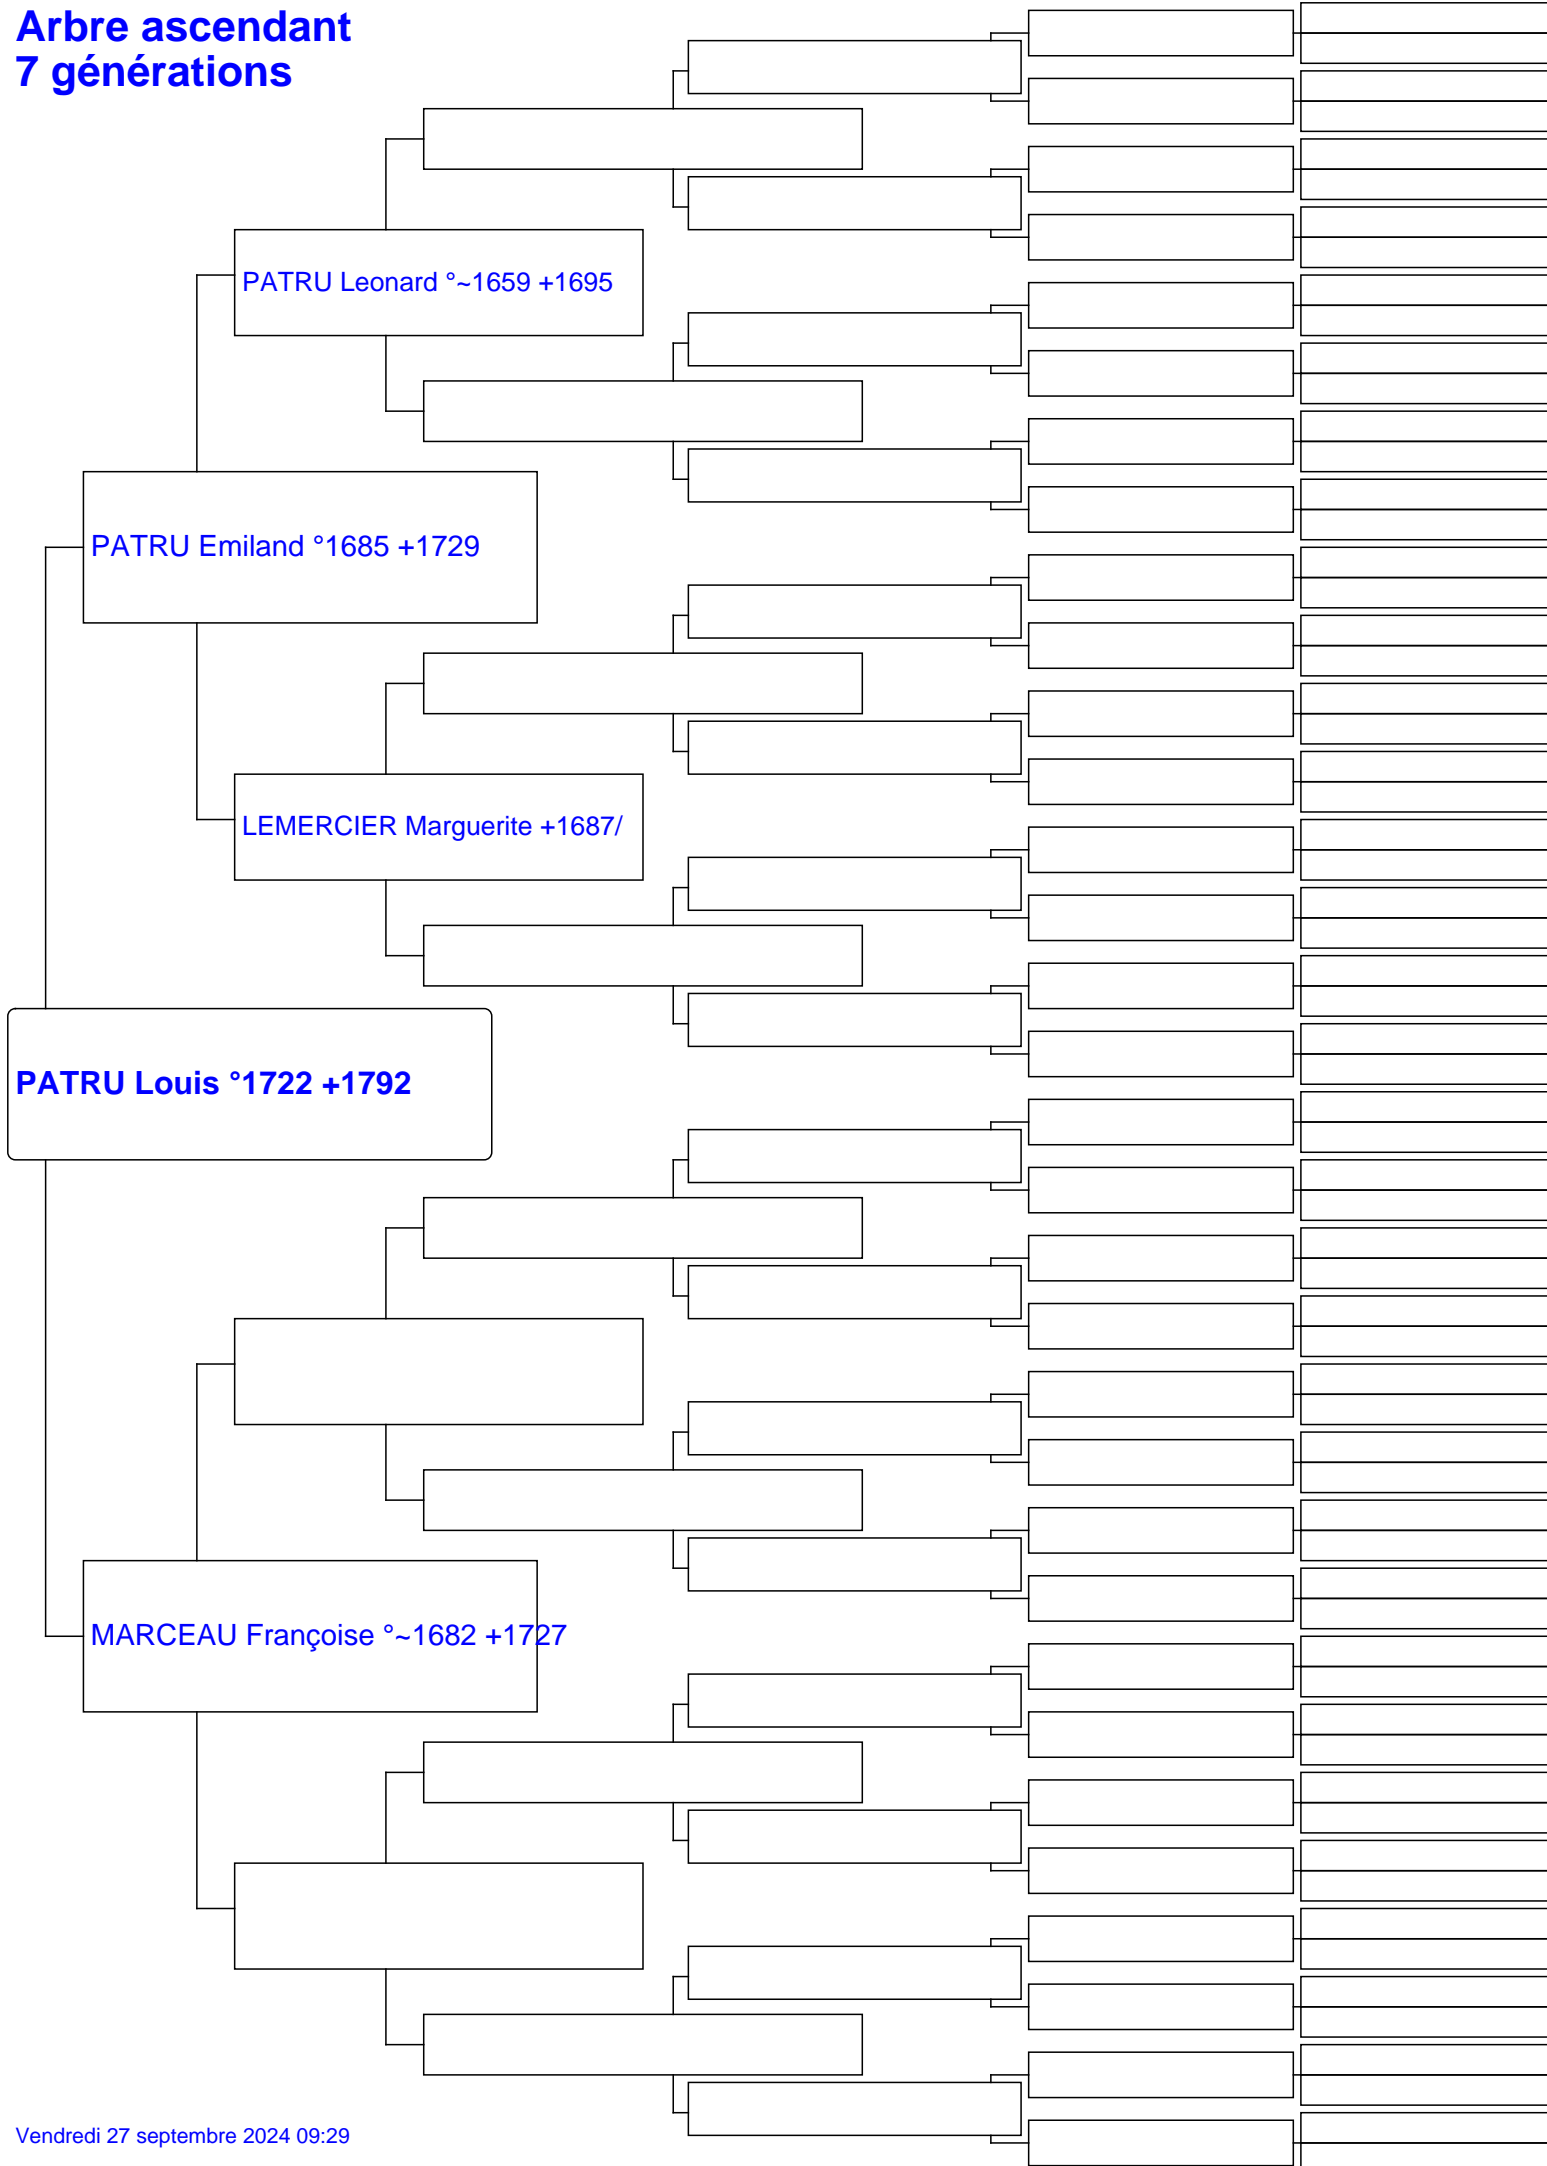 Arbre ascendant
7 générations
PATRU Leonard °~1659 +1695
PATRU Emiland °1685 +1729
LEMERCIER Marguerite +1687/
PATRU Louis °1722 +1792
MARCEAU Françoise °~1682 +1727
Vendredi 27 septembre 2024 09:29